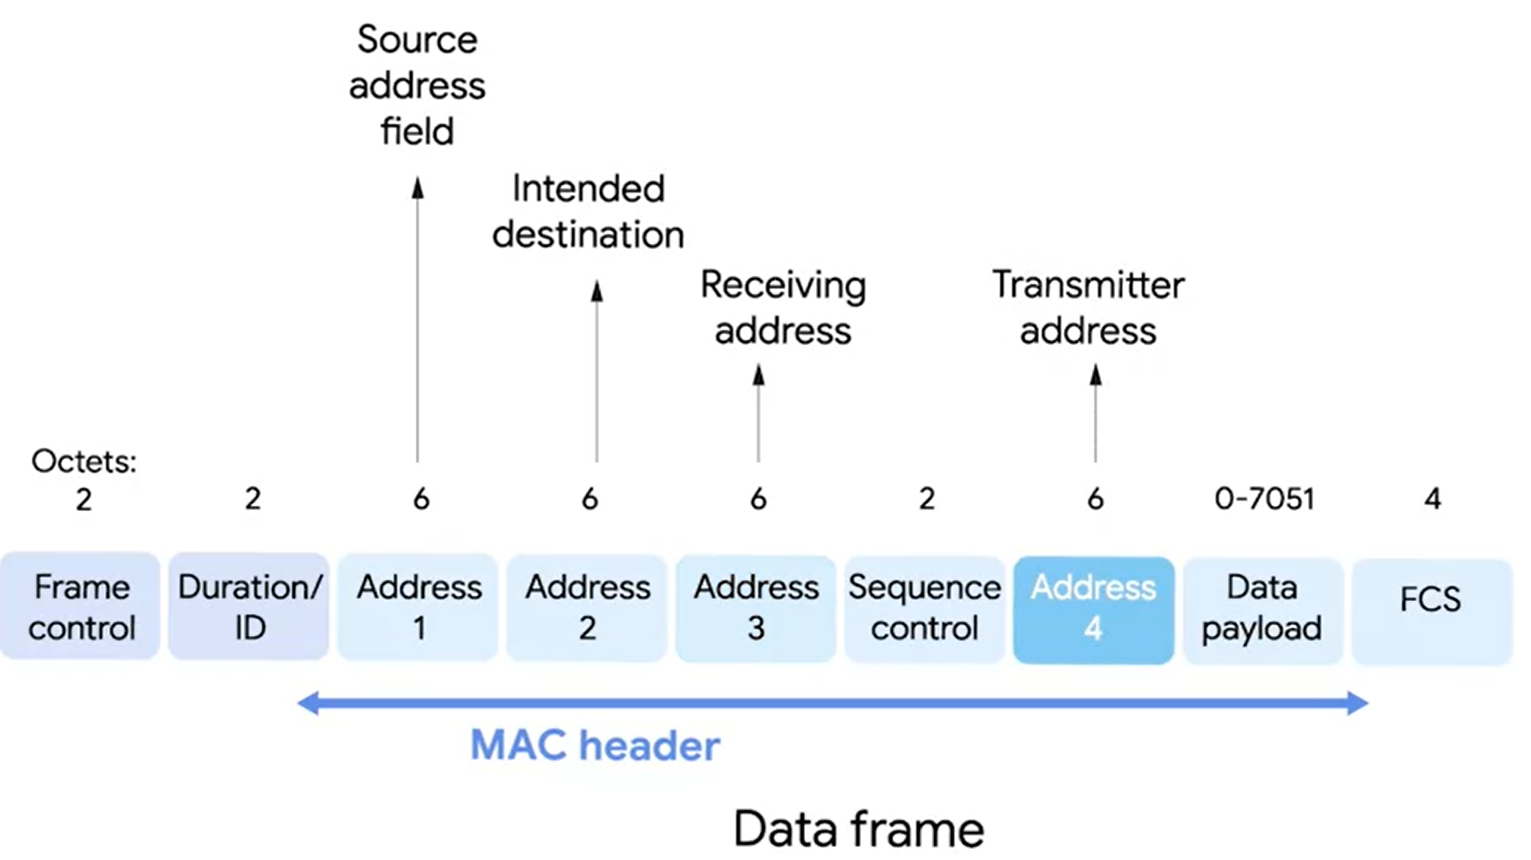 Source
address
field
Intended
destination
Receiving
address
Transmitter
address
Octets:
2 2 6 6 6 2 6 0-7051 4
Frame
control
Duration/
ID
Address
1
Address
2
Address
3
Sequence
control
Address
4
Data
payload
FCS
MAC header
Data frame